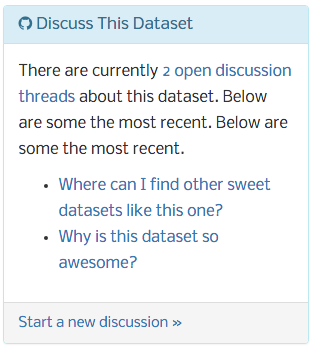 Discuss This Dataset
There are currently 2 open discussion
threads about this dataset. Below
are some the most recent. Below are
some the most recent.
• Where can I find other sweet
datasets like this one?
• Why is this dataset so
awesome?
Start a new discussion »